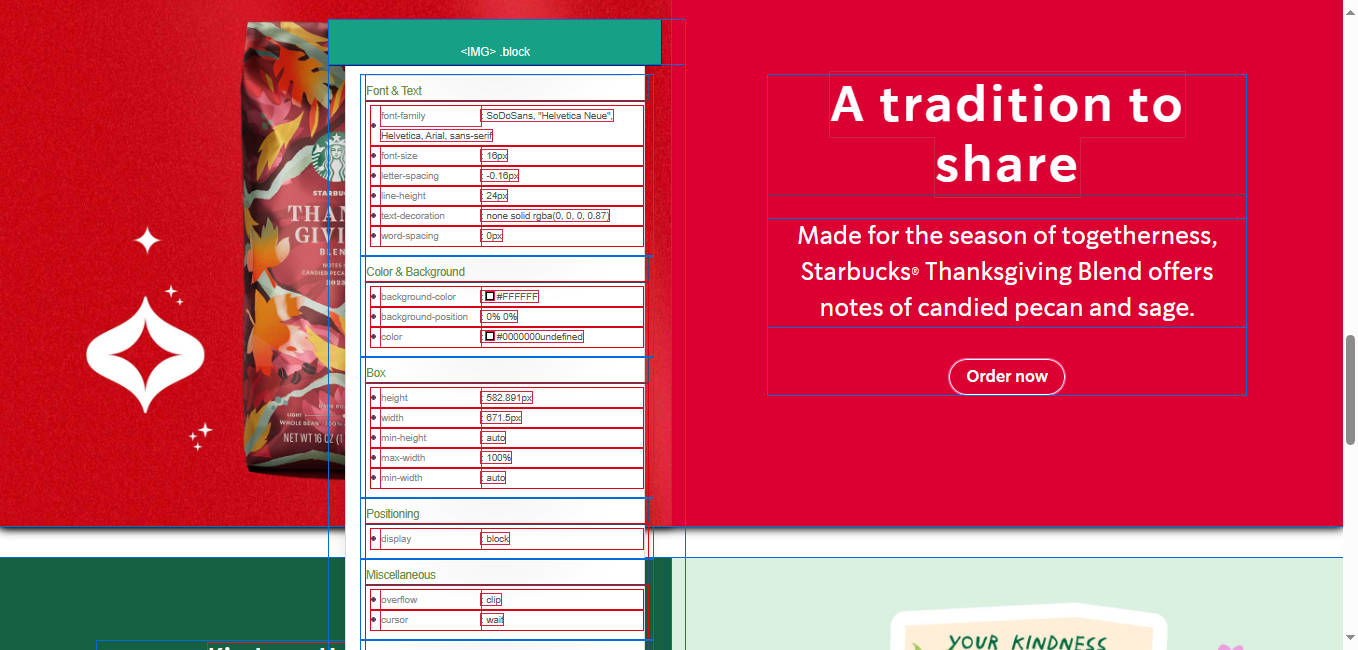 <IMG> .block
Font & Text
font-family : SoDoSans, "Helvetica Neue",
Helvetica, Arial, sans-serif
font-size : 16px
letter-spacing : -0.16px
line-height : 24px
text-decoration : none solid rgba(0, 0, 0, 0.87)
word-spacing : 0px
Color & Background
background-color : #FFFFFF
background-position : 0% 0%
color : #0000000undefined
Box
height : 582.891px
width : 671.5px
min-height : auto
max-width : 100%
min-width : auto
Positioning
display : block
Miscellaneous
overflow : clip
cursor : wait
THAN
GIVI
BLEN
NOTES
CANDIED PECA
2023
LIGHT
WHOLE BEAN
NET WT 16 OZ (1
A tradition to
share
Made for the season of togetherness,
Starbucks® Thanksgiving Blend offers
notes of candied pecan and sage.
Order now
YOUR KINDNESS